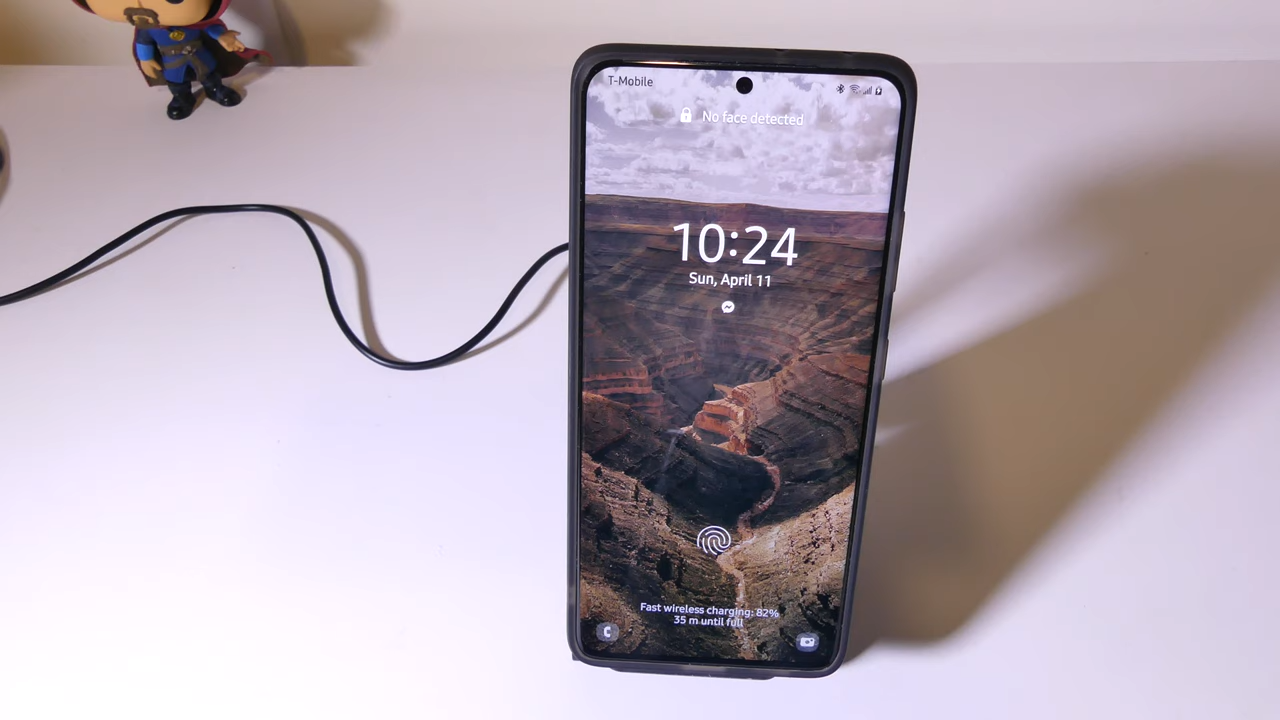 T-Mobile
No face detected
10:24
Sun, April 11
Fast wireless charging: 82%
35 m until full